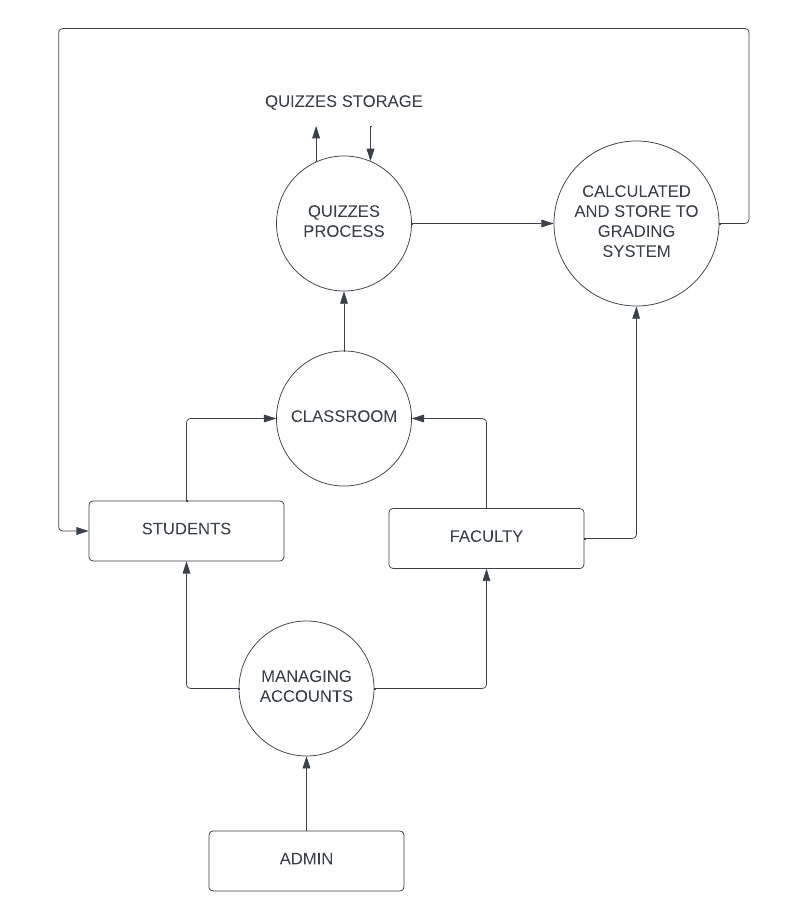 QUIZZES STORAGE
QUIZZES
PROCESS
CALCULATED
AND STORE TO
GRADING
SYSTEM
CLASSROOM
STUDENTS
FACULTY
MANAGING
ACCOUNTS
ADMIN